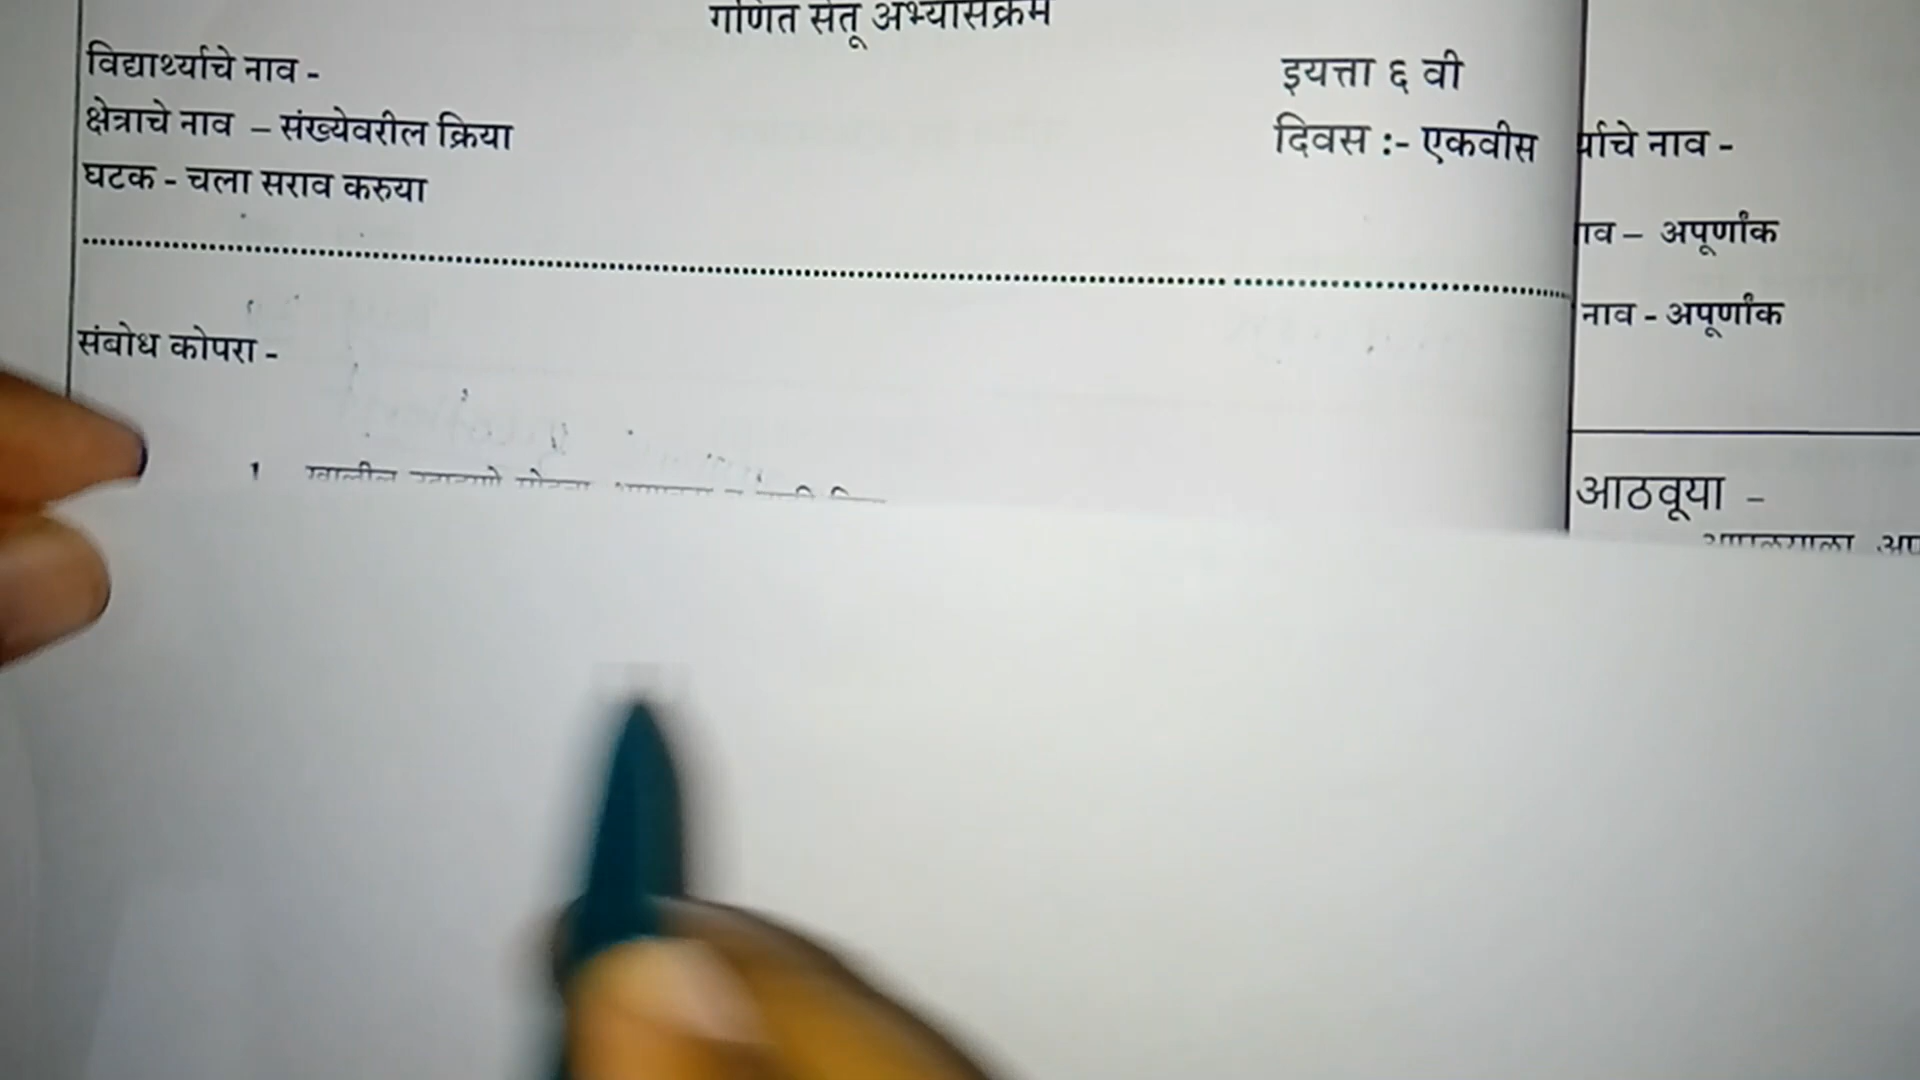 गणित सेतू अभ्यासक्रम
विद्यार्थ्याचे नाव -
इयत्ता ६ वी
क्षेत्राचे नाव – संख्येवरील क्रिया
दिवस :- एकवीस
घटक - चला सराव करुया
संबोध कोपरा -
र्याचे नाव -
ाव – अपूर्णांक
नाव - अपूर्णांक
आठवूया -